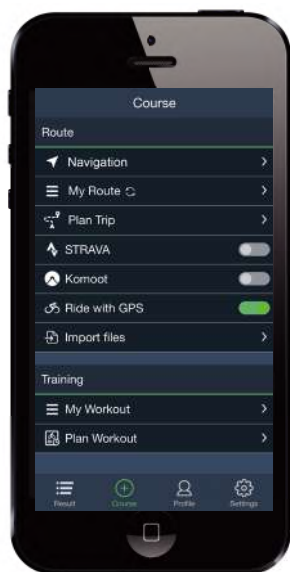 Course
Route
Navigation
My Route
Plan Trip
STRAVA
Komoot
Ride with GPS
Import files
Training
My Workout
Plan Workout
Result Course Profile Settings